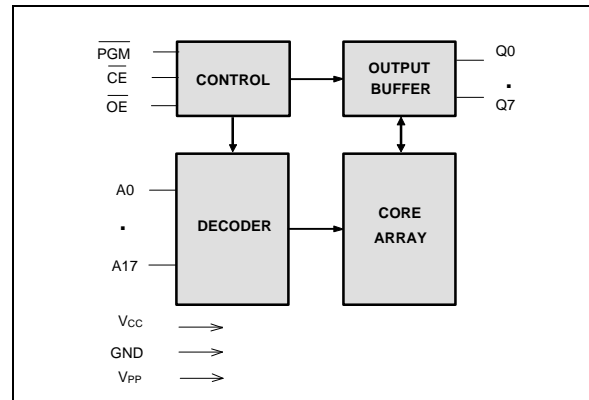 PGM
CE
OE
CONTROL
OUTPUT
BUFFER
Q0
.
Q7
A0
.
A17
DECODER
CORE
ARRAY
VCC
GND
VPP